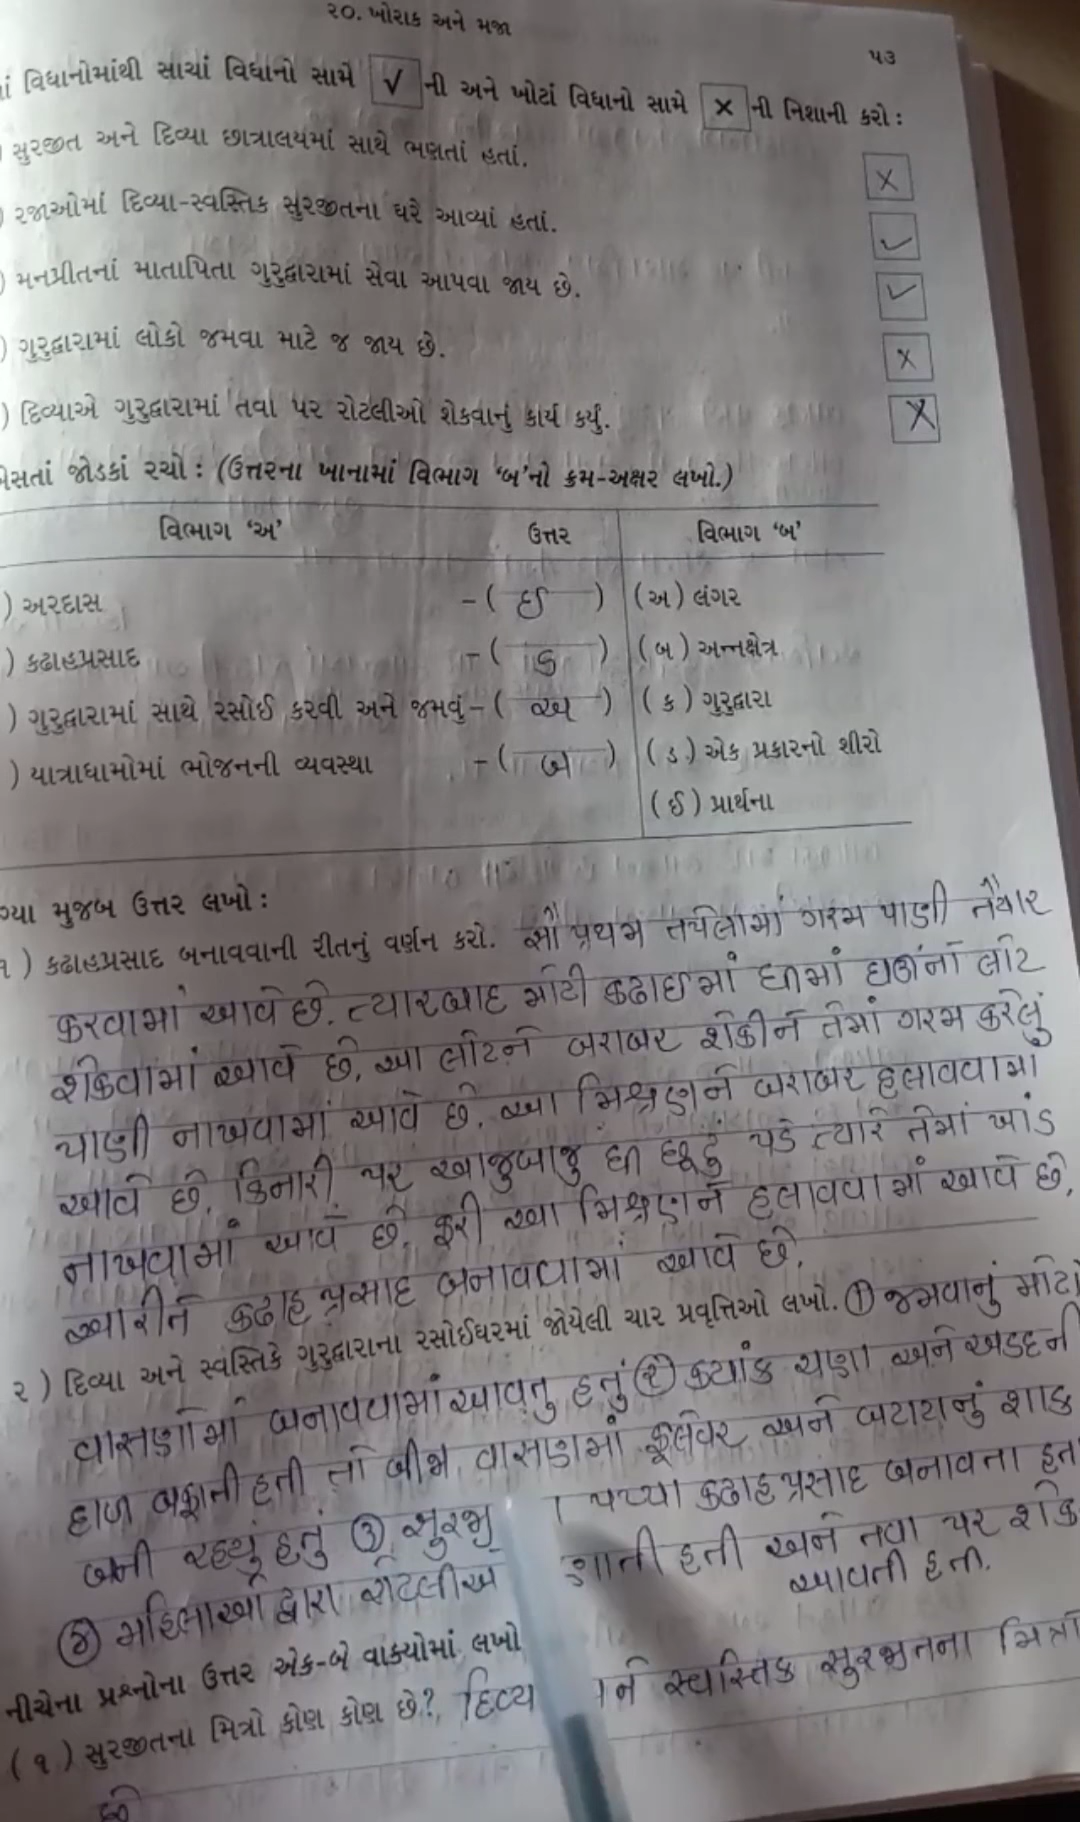 ૨૦. ખોરાક અને મજા
૫૩
વિધાનોમાંથી સાચાં વિધાનો સામે ✓ ની અને ખોટાં વિધાનો સામે × ની નિશાની કરો :
સુરજીત અને દિવ્યા છાત્રાલયમાં સાથે ભણતાં હતાં. ×
રજાઓમાં દિવ્યા-સ્વસ્તિક સુરજીતના ઘરે આવ્યાં હતાં. ✓
) મનપ્રીતનાં માતાપિતા ગુરુદ્વારામાં સેવા આપવા જાય છે. ✓
) ગુરુદ્વારામાં લોકો જમવા માટે જ જાય છે. ×
) દિવ્યાએ ગુરુદ્વારામાં તવા પર રોટલીઓ શેકવાનું કાર્ય કર્યું. ×
જોડકાં રચો : (ઉત્તરના ખાનામાં વિભાગ ‘બ’નો ક્રમ-અક્ષર લખો.)
વિભાગ ‘અ’ ઉત્તર વિભાગ ‘બ’
) અરદાસ -( ઈ ) (અ) લંગર
) કઢાહપ્રસાદ -( ક ) (બ) અન્નક્ષેત્ર
) ગુરુદ્વારામાં સાથે રસોઈ કરવી અને જમવું -( અ ) (ક) ગુરુદ્વારા
) યાત્રાધામોમાં ભોજનની વ્યવસ્થા -( બ ) (ડ) એક પ્રકારનો શીરો
(ઈ) પ્રાર્થના
મુજબ ઉત્તર લખો :
૧) કઢાહપ્રસાદ બનાવવાની રીતનું વર્ણન કરો. સૌ પ્રથમ તપેલામાં ગરમ પાણી તૈયાર
કરવામાં આવે છે. ત્યારબાદ મોટી કઢાઈમાં ઘીમાં ઘઉંનો લોટ
શેકવામાં આવે છે. આ લોટને બરાબર શેકીને તેમાં ગરમ કરેલું
પાણી નાખવામાં આવે છે. આ મિશ્રણને બરાબર હલાવવામાં
આવે છે. કિનારી પર આજુબાજુ ઘી છૂટું પડે ત્યારે તેમાં ખાંડ
નાખવામાં આવે છે. ફરી આ મિશ્રણને હલાવવામાં આવે છે.
આ રીતે કઢાહપ્રસાદ બનાવવામાં આવે છે.
૨) દિવ્યા અને સ્વસ્તિકે ગુરુદ્વારાના રસોઈઘરમાં જોયેલી ચાર પ્રવૃત્તિઓ લખો. ① જમવાનું મોટા
વાસણોમાં બનાવવામાં આવતુ હતું ② ક્યાંક ચણા અને અડદની
દાળ બફાતી હતી તો બીજા વાસણમાં ફૂલેવર અને બટાટાનું શાક
બની રહ્યું હતું ③ પપ્પા કઢાહપ્રસાદ બનાવતા હતા
④ મહિલાઓ દ્વારા હતી અને તવા પર
આવતી હતી.
નીચેના પ્રશ્નોના ઉત્તર એક-બે વાક્યોમાં લખો
(૧) સુરજીતના મિત્રો કોણ કોણ છે? સ્વસ્તિક સુરજીતના મિત્રો
છે